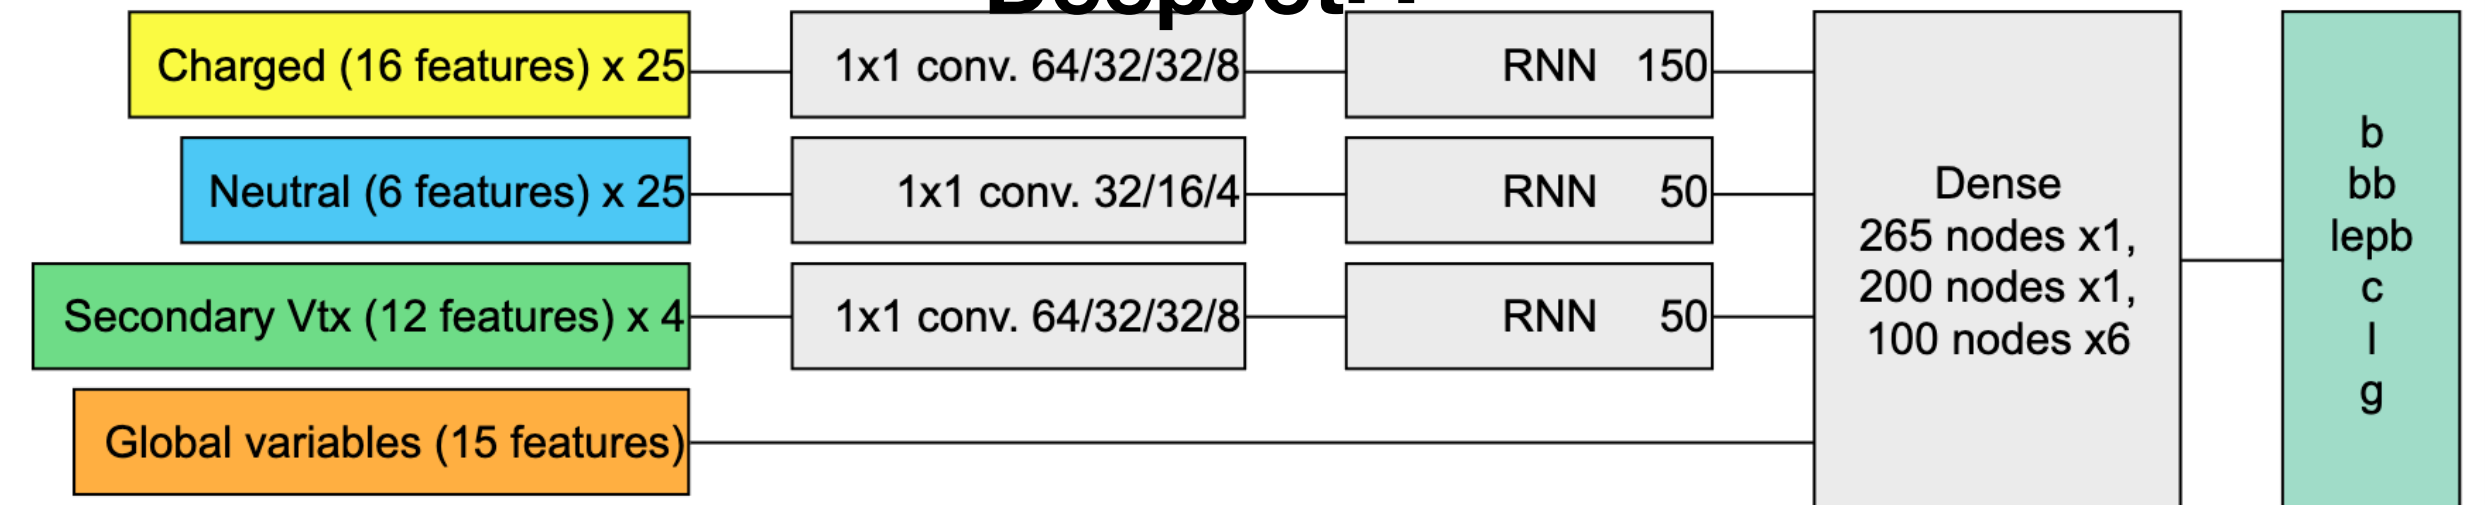 Charged (16 features) x 25
1x1 conv. 64/32/32/8
RNN 150
Neutral (6 features) x 25
1x1 conv. 32/16/4
RNN 50
Secondary Vtx (12 features) x 4
1x1 conv. 64/32/32/8
RNN 50
Global variables (15 features)
Dense
265 nodes x1,
200 nodes x1,
100 nodes x6
b
bb
lepb
c
l
g